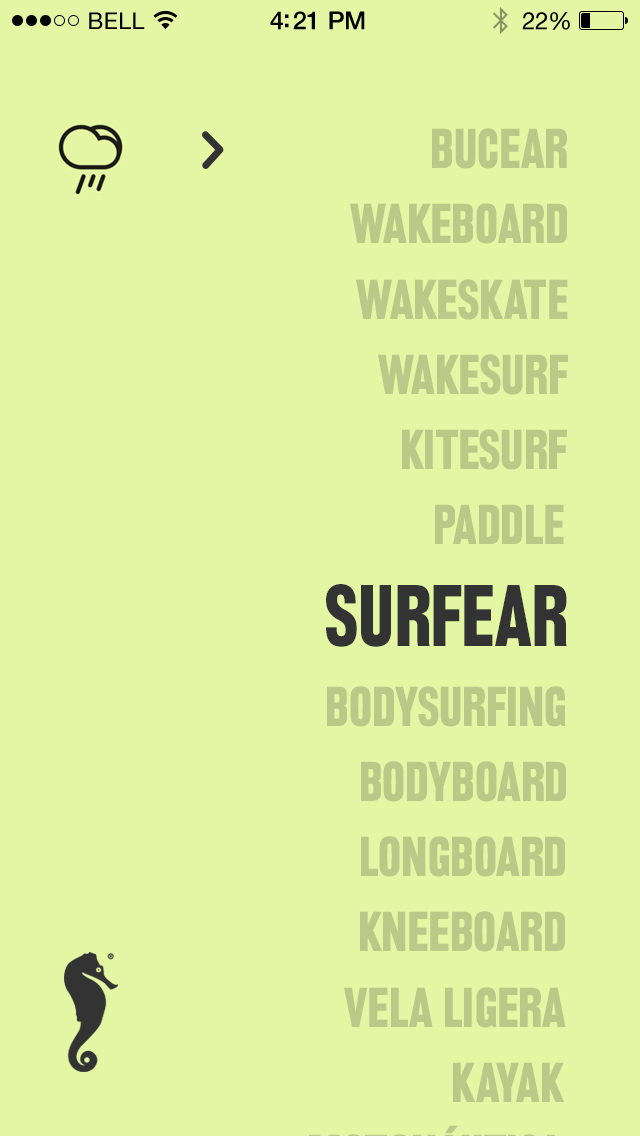 BELL 4:21 PM 22%
BUCEAR
WAKEBOARD
WAKESKATE
WAKESURF
KITESURF
PADDLE
SURFEAR
BODYSURFING
BODYBOARD
LONGBOARD
KNEEBOARD
VELA LIGERA
KAYAK